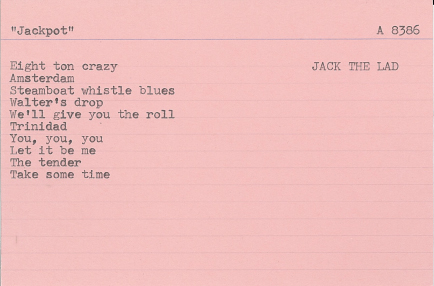 "Jackpot" A 8386
Eight ton crazy JACK THE LAD
Amsterdam
Steamboat whistle blues
Walter's drop
We'll give you the roll
Trinidad
You, you, you
Let it be me
The tender
Take some time